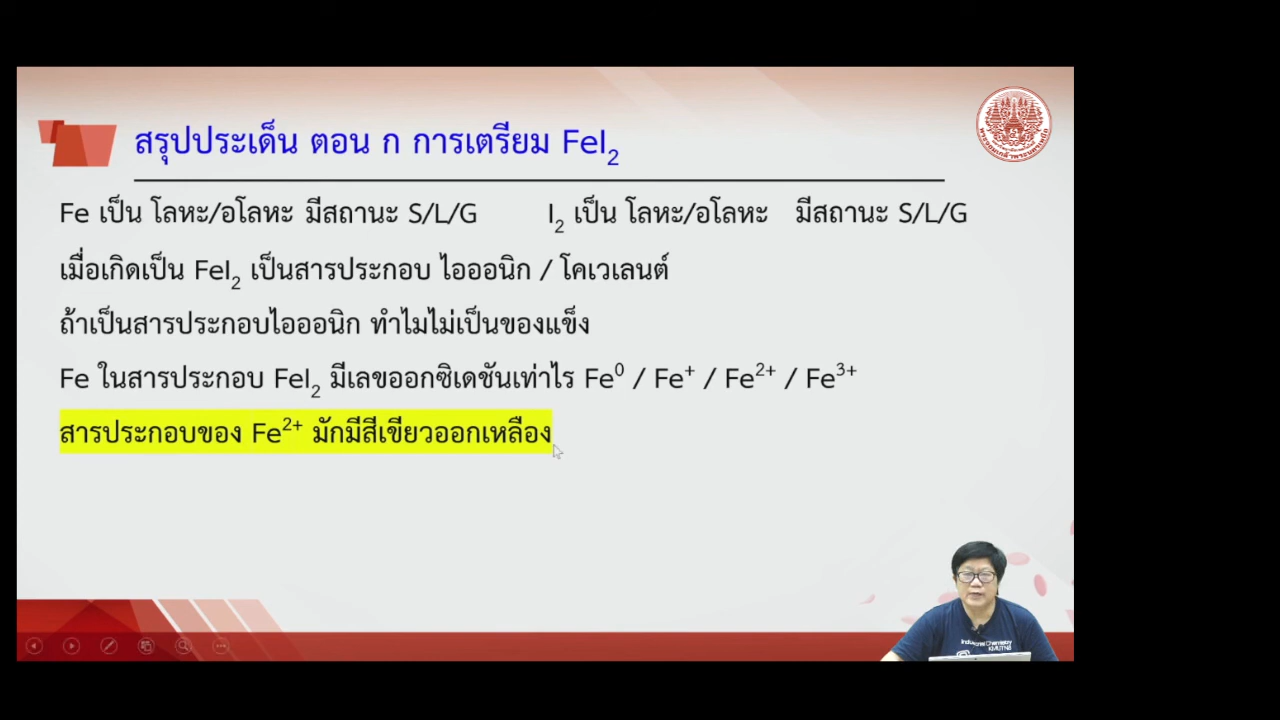 สรุปประเด็น ตอน ก การเตรียม FeI₂
Fe เป็น โลหะ/อโลหะ มีสถานะ S/L/G I₂ เป็น โลหะ/อโลหะ มีสถานะ S/L/G
เมื่อเกิดเป็น FeI₂ เป็นสารประกอบ ไอออนิก / โคเวเลนต์
ถ้าเป็นสารประกอบไอออนิก ทำไมไม่เป็นของแข็ง
Fe ในสารประกอบ FeI₂ มีเลขออกซิเดชันเท่าไร Fe⁰ / Fe⁺ / Fe²⁺ / Fe³⁺
สารประกอบของ Fe²⁺ มักมีสีเขียวออกเหลือง
Industrial Chemistry
KMUTNB